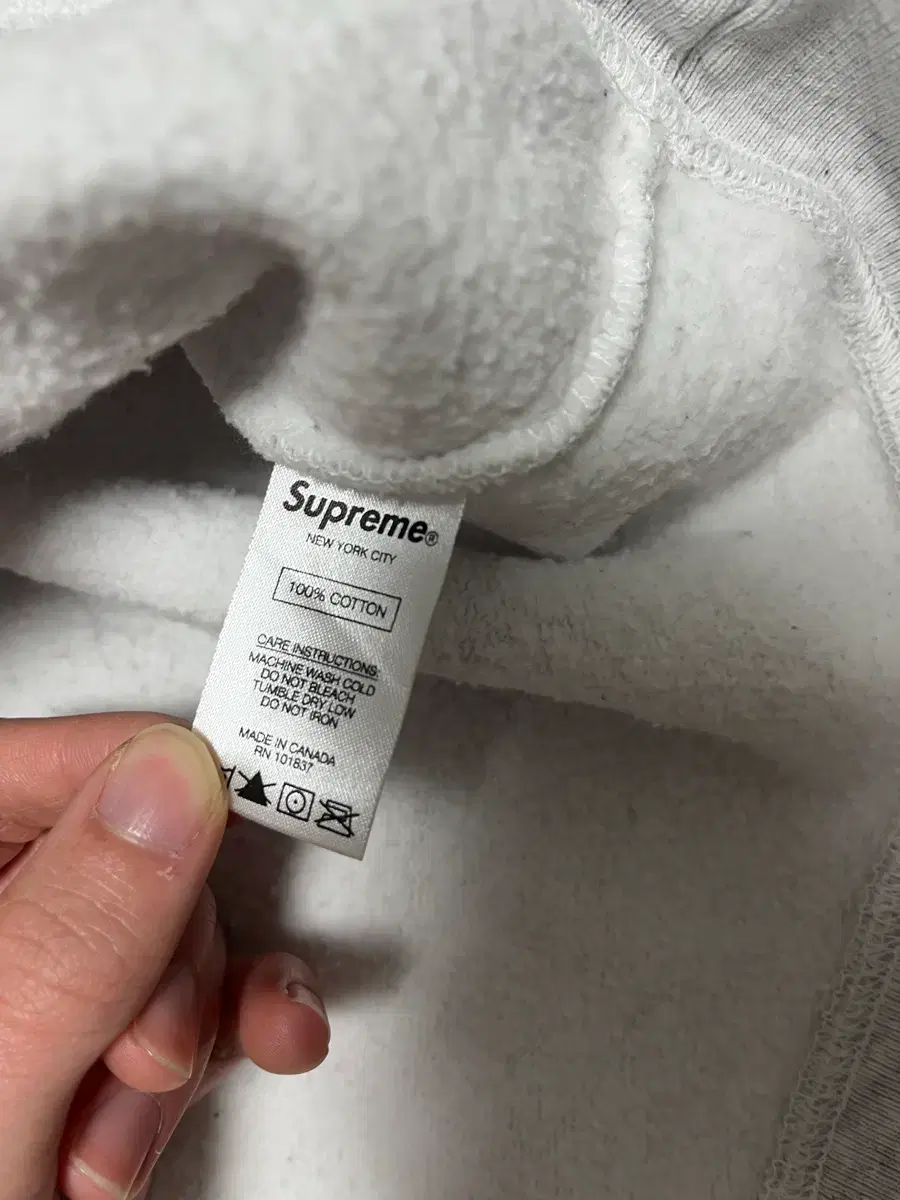 Supreme®
NEW YORK CITY
100% COTTON
CARE INSTRUCTIONS:
MACHINE WASH COLD
DO NOT BLEACH
TUMBLE DRY LOW
DO NOT IRON
MADE IN CANADA
RN 101837